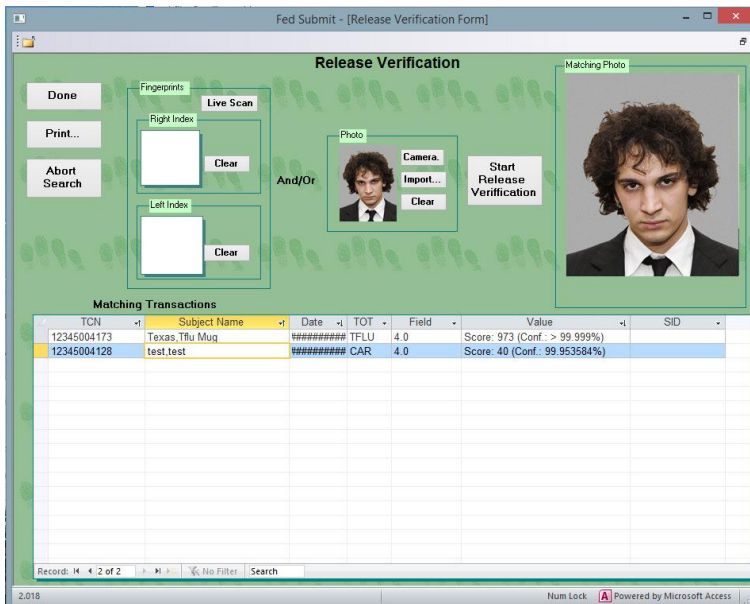 Fed Submit - [Release Verification Form]
Release Verification
Matching Photo
Done
Fingerprints
Live Scan
Right Index
Print...
Clear
Photo
Camera.
Import...
Clear
Abort
Search
And/Or
Start
Release
Veriffication
Left Index
Clear
Matching Transactions
TCN Subject Name Date TOT Field Value SID
12345004173 Texas,Tflu Mug ########## TFLU 4.0 Score: 973 (Conf.: > 99.999%)
12345004128 test,test ########## CAR 4.0 Score: 40 (Conf.: 99.953584%)
Record: 2 of 2 No Filter Search
2.018 Num Lock A Powered by Microsoft Access